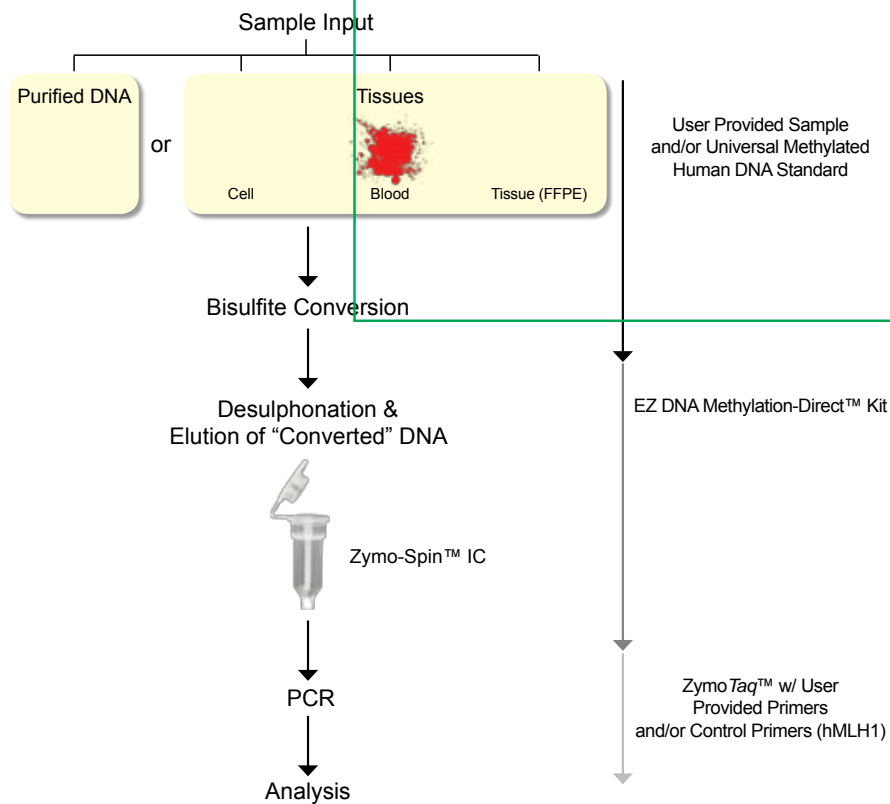 Sample Input
Purified DNA
or
Tissues
Cell
Blood
Tissue (FFPE)
User Provided Sample
and/or Universal Methylated
Human DNA Standard
Bisulfite Conversion
Desulphonation &
Elution of “Converted” DNA
EZ DNA Methylation-Direct™ Kit
Zymo-Spin™ IC
PCR
ZymoTaq™ w/ User
Provided Primers
and/or Control Primers (hMLH1)
Analysis